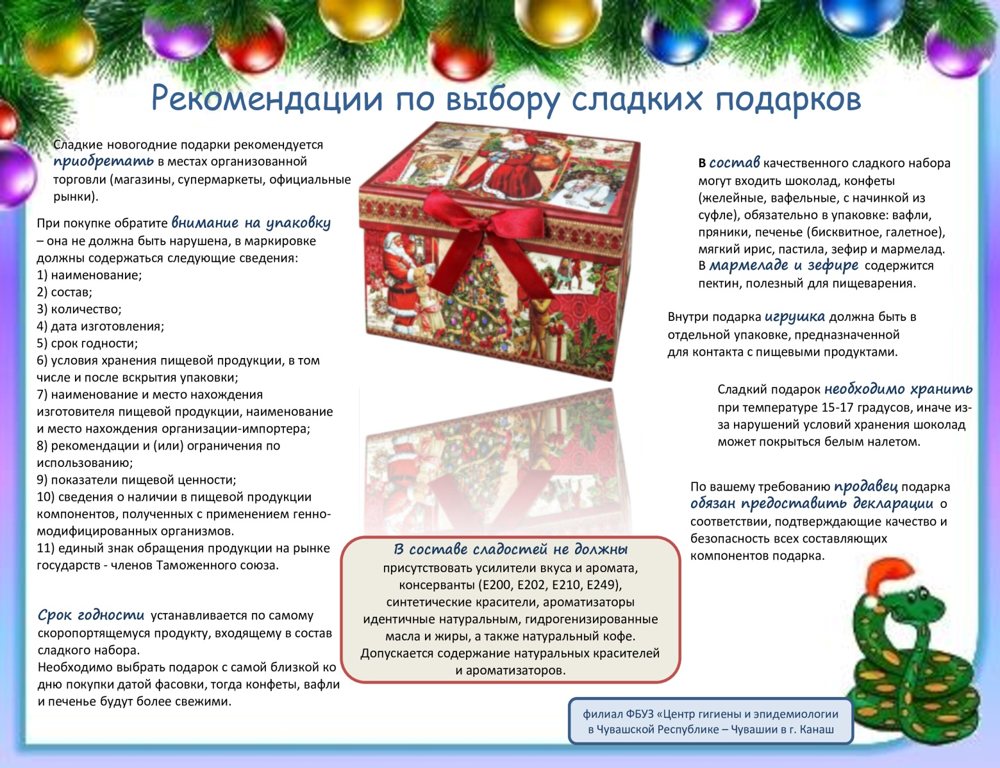 Рекомендации по выбору сладких подарков
Сладкие новогодние подарки рекомендуется
приобретать в местах организованной
торговли (магазины, супермаркеты, официальные
рынки).
При покупке обратите внимание на упаковку
– она не должна быть нарушена, в маркировке
должны содержаться следующие сведения:
1) наименование;
2) состав;
3) количество;
4) дата изготовления;
5) срок годности;
6) условия хранения пищевой продукции, в том
числе и после вскрытия упаковки;
7) наименование и место нахождения
изготовителя пищевой продукции, наименование
и место нахождения организации-импортера;
8) рекомендации и (или) ограничения по
использованию;
9) показатели пищевой ценности;
10) сведения о наличии в пищевой продукции
компонентов, полученных с применением генно-
модифицированных организмов.
11) единый знак обращения продукции на рынке
государств - членов Таможенного союза.
Срок годности устанавливается по самому
скоропортящемуся продукту, входящему в состав
сладкого набора.
Необходимо выбрать подарок с самой близкой ко
дню покупки датой фасовки, тогда конфеты, вафли
и печенье будут более свежими.
В составе сладостей не должны
присутствовать усилители вкуса и аромата,
консерванты (Е200, Е202, Е210, Е249),
синтетические красители, ароматизаторы
идентичные натуральным, гидрогенизированные
масла и жиры, а также натуральный кофе.
Допускается содержание натуральных красителей
и ароматизаторов.
В состав качественного сладкого набора
могут входить шоколад, конфеты
(желейные, вафельные, с начинкой из
суфле), обязательно в упаковке: вафли,
пряники, печенье (бисквитное, галетное),
мягкий ирис, пастила, зефир и мармелад.
В мармеладе и зефире содержится
пектин, полезный для пищеварения.
Внутри подарка игрушка должна быть в
отдельной упаковке, предназначенной
для контакта с пищевыми продуктами.
Сладкий подарок необходимо хранить
при температуре 15-17 градусов, иначе из-
за нарушений условий хранения шоколад
может покрыться белым налетом.
По вашему требованию продавец подарка
обязан предоставить декларации о
соответствии, подтверждающие качество и
безопасность всех составляющих
компонентов подарка.
филиал ФБУЗ «Центр гигиены и эпидемиологии
в Чувашской Республике – Чувашии в г. Канаш